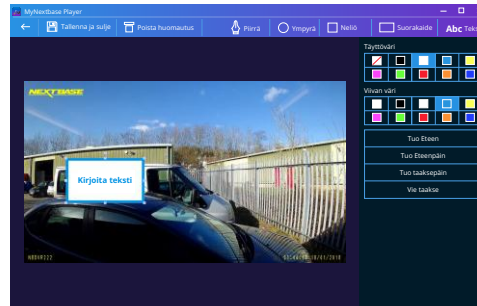 MyNextbase Player
Tallenna ja sulje
Poista huomautus
Piirrä
Ympyrä
Neliö
Suorakaide
Abc
Täyttöväri
NEXTBASE
Viivan väri
Tuo Eteen
Tuo Eteenpäin
Tuo taaksepäin
Vie taakse
Kirjoita teksti